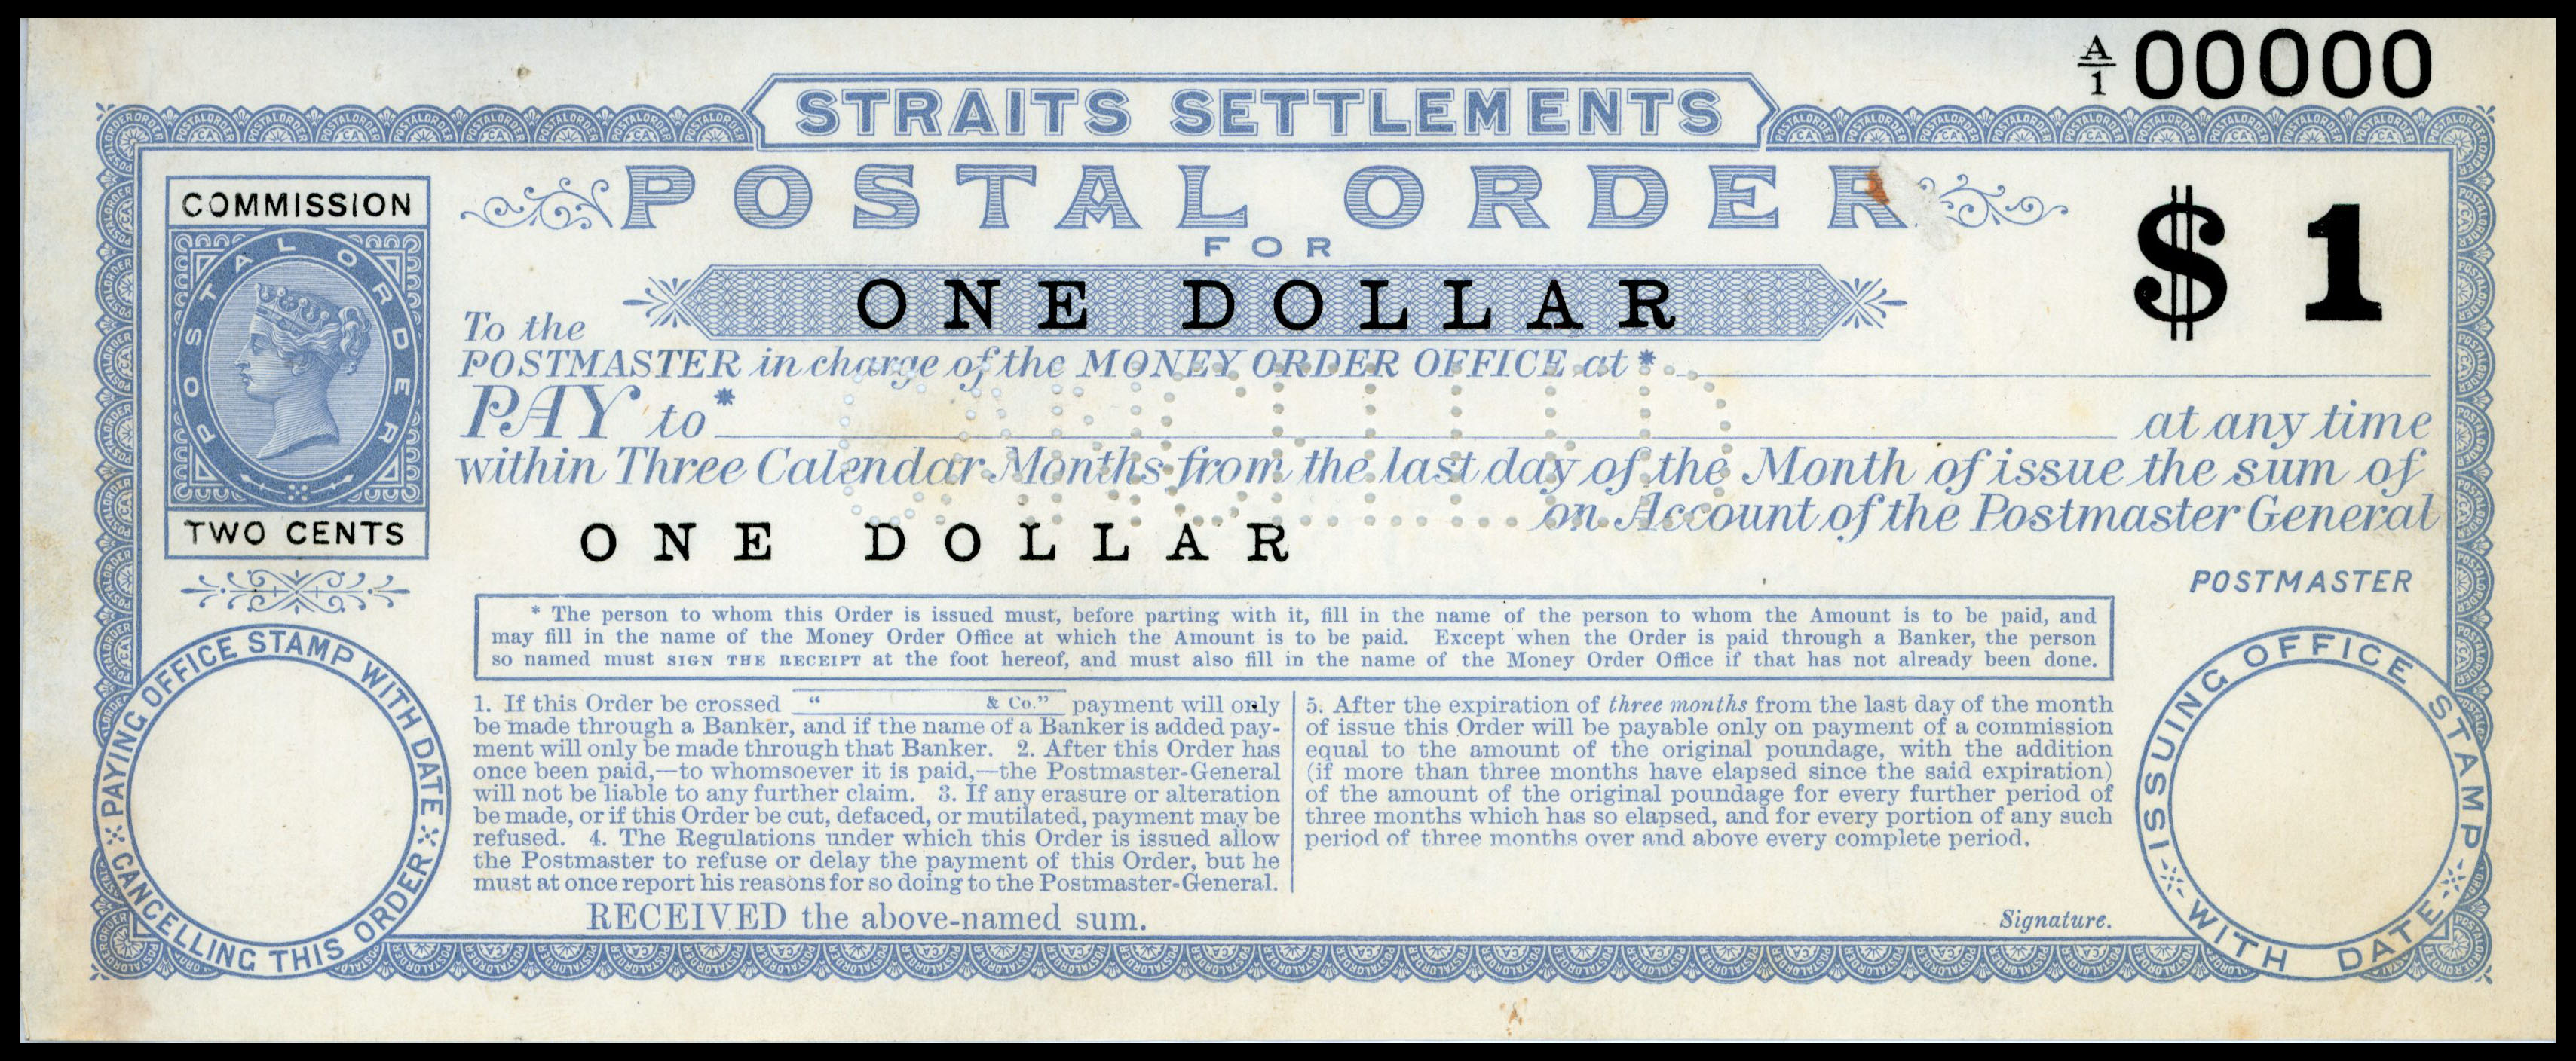 A/1 00000
STRAITS SETTLEMENTS
POSTAL ORDER
FOR
ONE DOLLAR
$ 1
COMMISSION
POSTAL ORDER
TWO CENTS
To the
POSTMASTER in charge of the MONEY ORDER OFFICE at *
PAY to * at any time
within Three Calendar Months from the last day of the Month of issue the sum of
ONE DOLLAR on Account of the Postmaster General
CANCELLED
POSTMASTER
* The person to whom this Order is issued must, before parting with it, fill in the name of the person to whom the Amount is to be paid, and
may fill in the name of the Money Order Office at which the Amount is to be paid. Except when the Order is paid through a Banker, the person
so named must SIGN THE RECEIPT at the foot hereof, and must also fill in the name of the Money Order Office if that has not already been done.
1. If this Order be crossed “ & Co.” payment will only
be made through a Banker, and if the name of a Banker is added pay-
ment will only be made through that Banker. 2. After this Order has
once been paid,—to whomsoever it is paid,—the Postmaster-General
will not be liable to any further claim. 3. If any erasure or alteration
be made, or if this Order be cut, defaced, or mutilated, payment may be
refused. 4. The Regulations under which this Order is issued allow
the Postmaster to refuse or delay the payment of this Order, but he
must at once report his reasons for so doing to the Postmaster-General.
5. After the expiration of three months from the last day of the month
of issue this Order will be payable only on payment of a commission
equal to the amount of the original poundage, with the addition
(if more than three months have elapsed since the said expiration)
of the amount of the original poundage for every further period of
three months which has so elapsed, and for every portion of any such
period of three months over and above every complete period.
RECEIVED the above-named sum.
Signature.
PAYING OFFICE STAMP WITH DATE
CANCELLING THIS ORDER
ISSUING OFFICE STAMP
WITH DATE